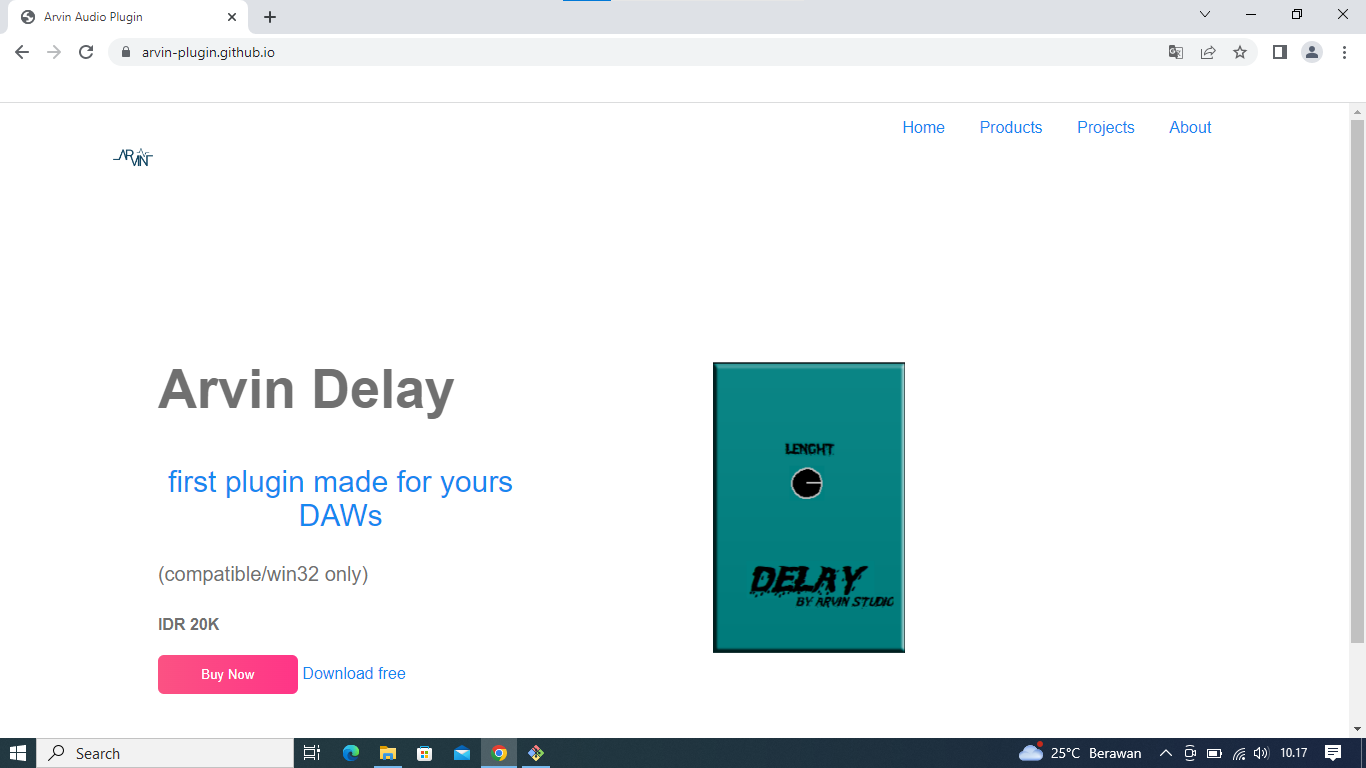 Arvin Audio Plugin
arvin-plugin.github.io
Home Products Projects About
ARVIN
Arvin Delay
first plugin made for yours
DAWs
(compatible/win32 only)
IDR 20K
Buy Now Download free
LENGHT
DELAY
BY ARVIN STUDIO
Search
25°C Berawan
10.17